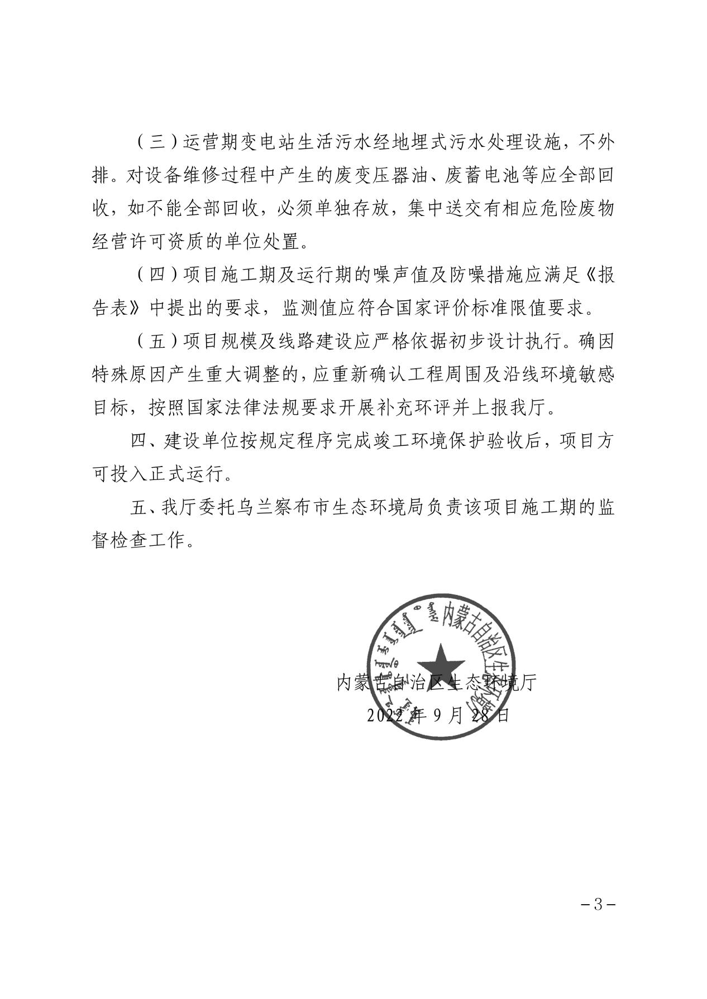 （三）运营期变电站生活污水经地埋式污水处理设施，不外
排。对设备维修过程中产生的废变压器油、废蓄电池等应全部回
收，如不能全部回收，必须单独存放，集中送交有相应危险废物
经营许可资质的单位处置。
（四）项目施工期及运行期的噪声值及防噪措施应满足《报
告表》中提出的要求，监测值应符合国家评价标准限值要求。
（五）项目规模及线路建设应严格依据初步设计执行。确因
特殊原因产生重大调整的，应重新确认工程周围及沿线环境敏感
目标，按照国家法律法规要求开展补充环评并上报我厅。
四、建设单位按规定程序完成竣工环境保护验收后，项目方
可投入正式运行。
五、我厅委托乌兰察布市生态环境局负责该项目施工期的监
督检查工作。
内蒙古自治区生态环境厅
内蒙古自治区生态环境厅
2022 年 9 月 28 日
－3－